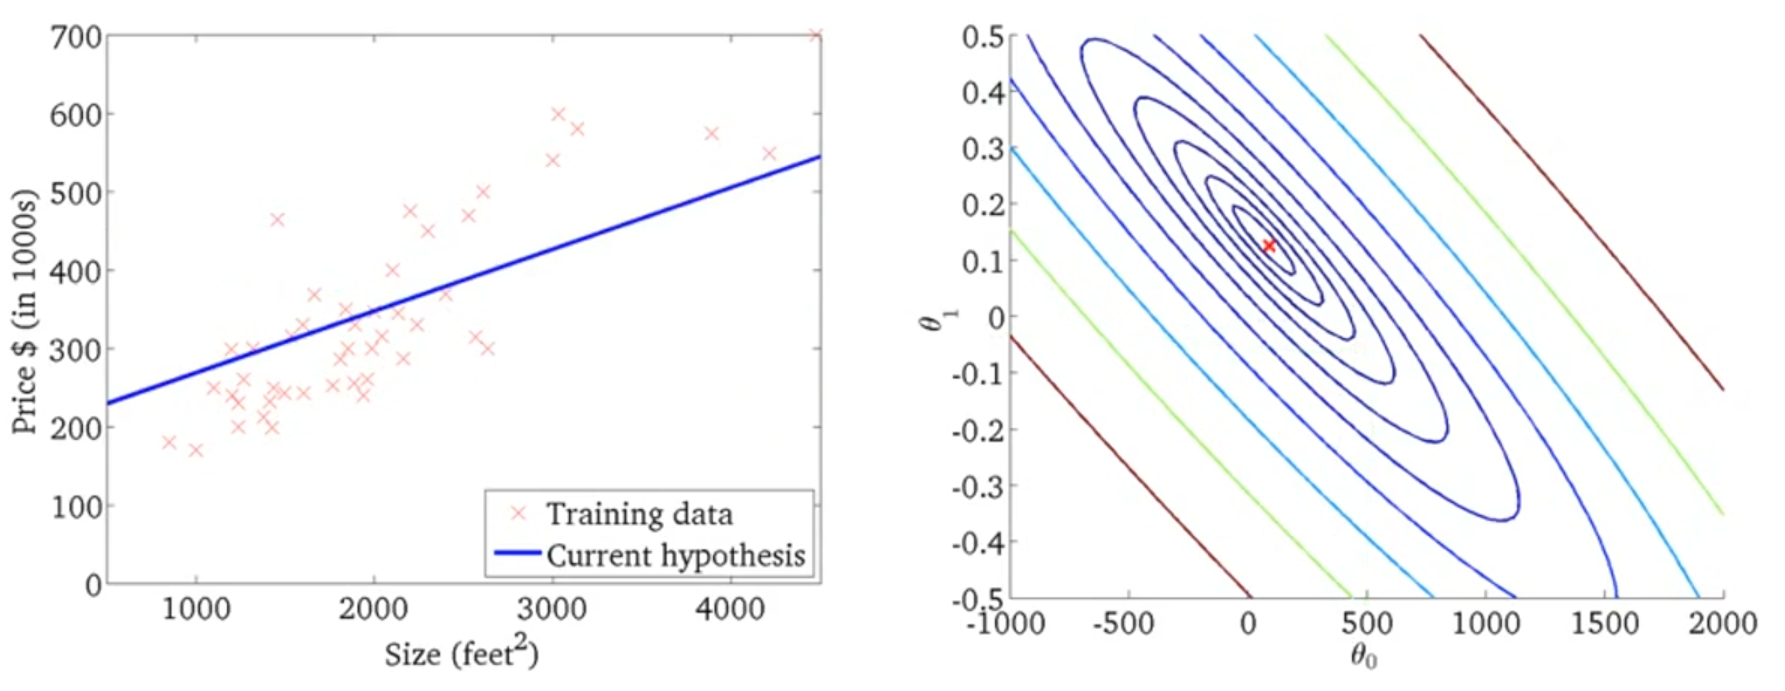 700
600
500
400
300
200
100
0
Price $ (in 1000s)
1000 2000 3000 4000
Size (feet²)
Training data
Current hypothesis
0.5
0.4
0.3
0.2
0.1
0
-0.1
-0.2
-0.3
-0.4
-0.5
θ₁
-1000 -500 0 500 1000 1500 2000
θ₀